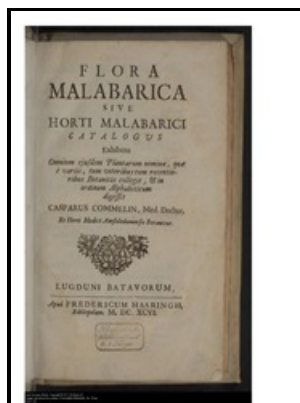 FLORA
MALABARICA
SIVE
HORTI MALABARICI
CATALOGUS
Exhibens
Omnium ejusdem Plantarum nomina, quæ
è variis, tum veteribus tum recentio-
ribus Botanicis collegit, & in
ordinem Alphabeticum
digessit
CASPARUS COMMELIN, Med. Doctor,
Et Horti Medici Amstelodamensis Botanicus.
LUGDUNI BATAVORUM,
Apud FREDERICUM HAARINGH,
Bibliopolam. M. DC. XCVI.